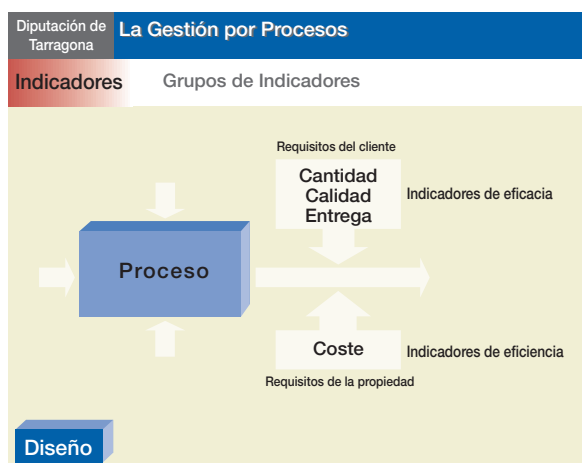 Diputación de
Tarragona
La Gestión por Procesos
Indicadores
Grupos de Indicadores
Requisitos del cliente
Cantidad
Calidad
Entrega
Indicadores de eficacia
Proceso
Coste
Indicadores de eficiencia
Requisitos de la propiedad
Diseño